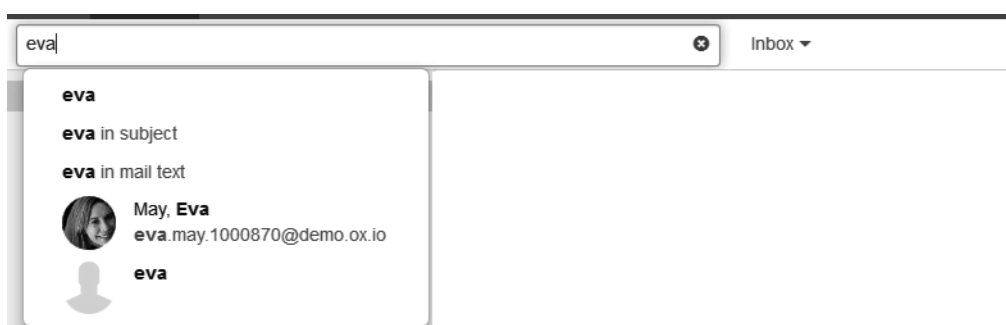 eva
Inbox
eva
eva in subject
eva in mail text
May, Eva
eva.may.1000870@demo.ox.io
eva